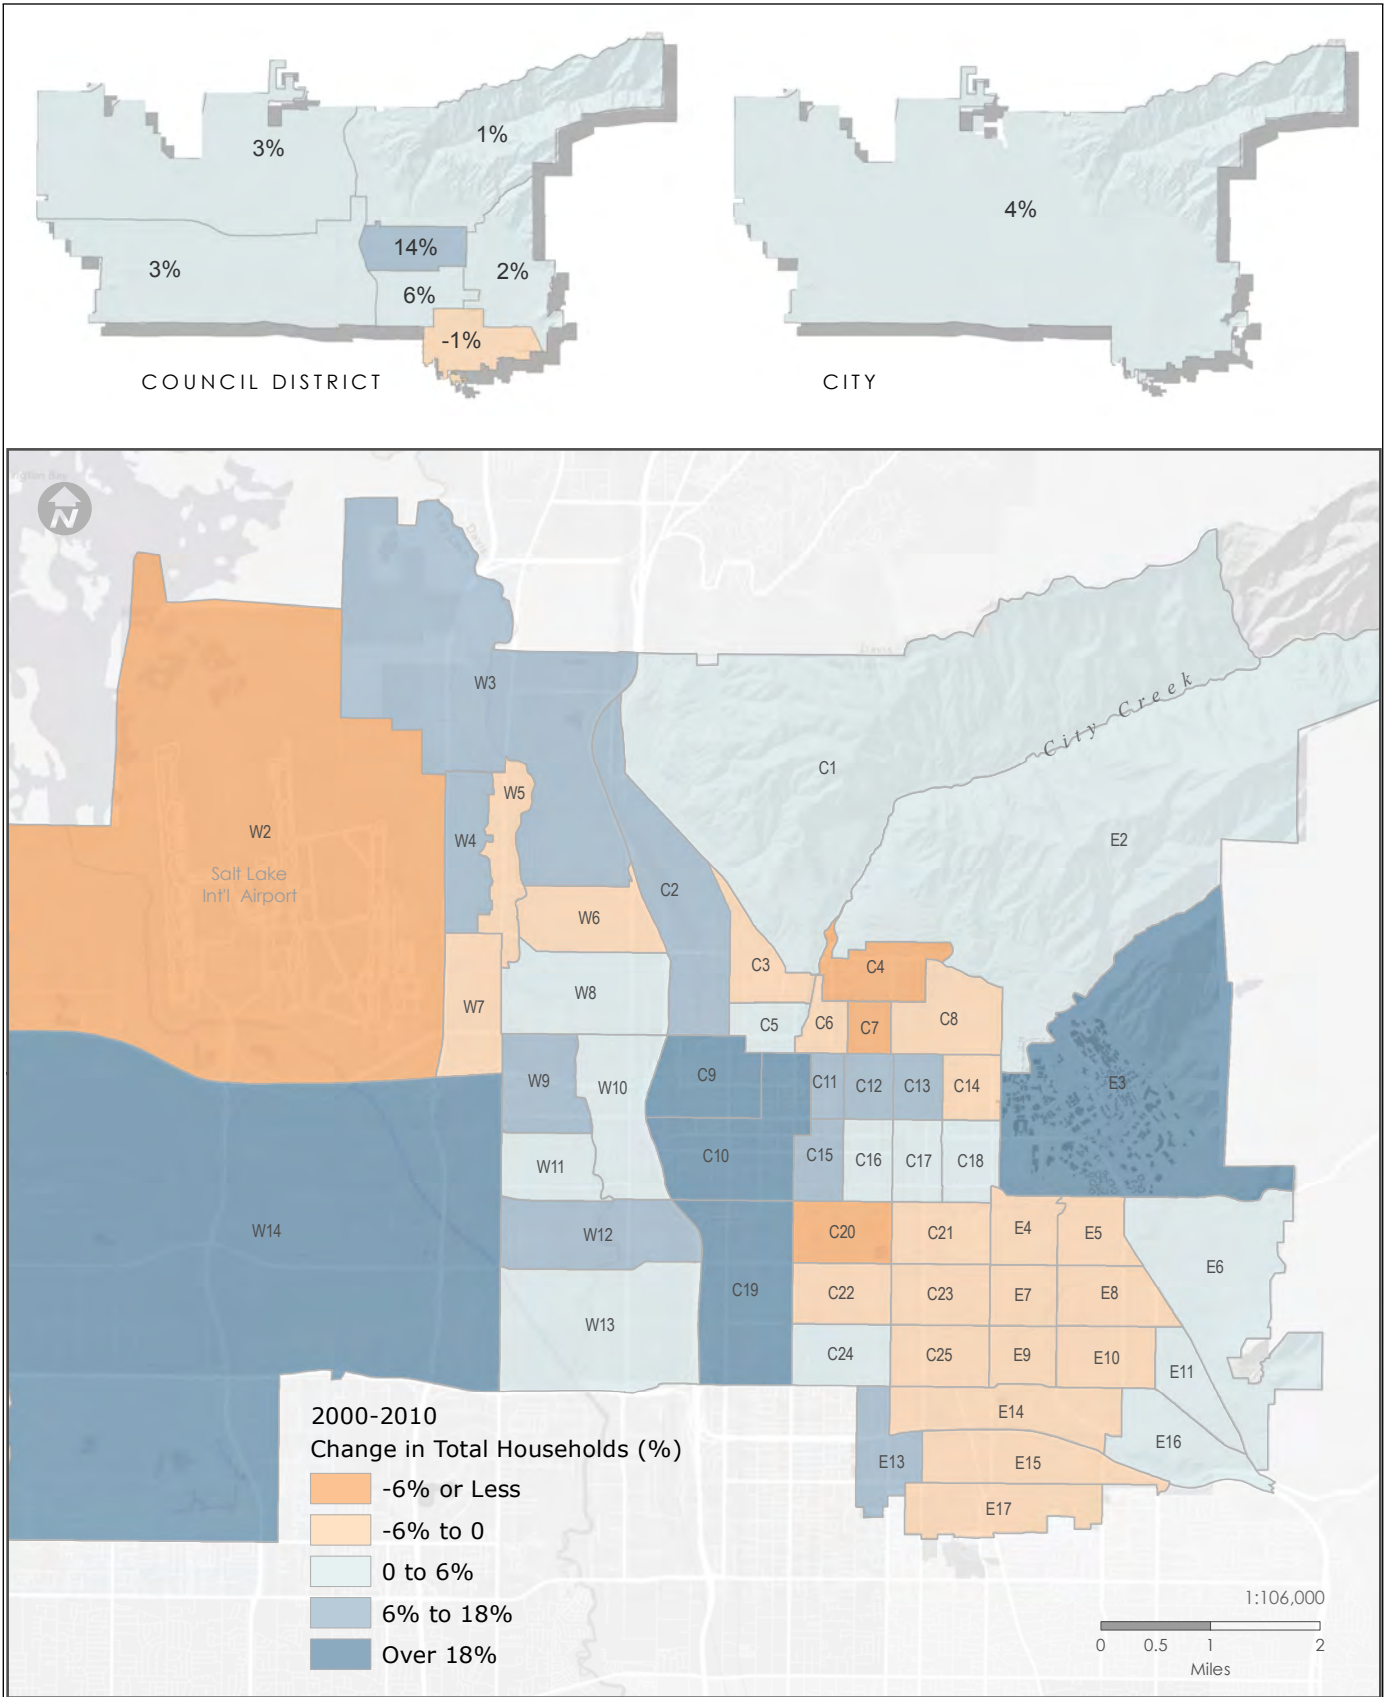 3%
1%
14%
3%
2%
6%
-1%
COUNCIL DISTRICT
4%
CITY
N
W3
City Creek
C1
W5
W2
W4
E2
Salt Lake
Int'l Airport
C2
W6
C3
C4
W8
W7
C5
C6
C7
C8
W9
W10
C9
C11
C12
C13
C14
E3
W11
C10
C15
C16
C17
C18
W14
W12
C20
C21
E4
E5
E6
C19
C22
C23
E7
E8
W13
C24
C25
E9
E10
E11
E14
E16
E13
E15
E17
2000-2010
Change in Total Households (%)
-6% or Less
-6% to 0
0 to 6%
6% to 18%
Over 18%
1:106,000
0 0.5 1 2
Miles